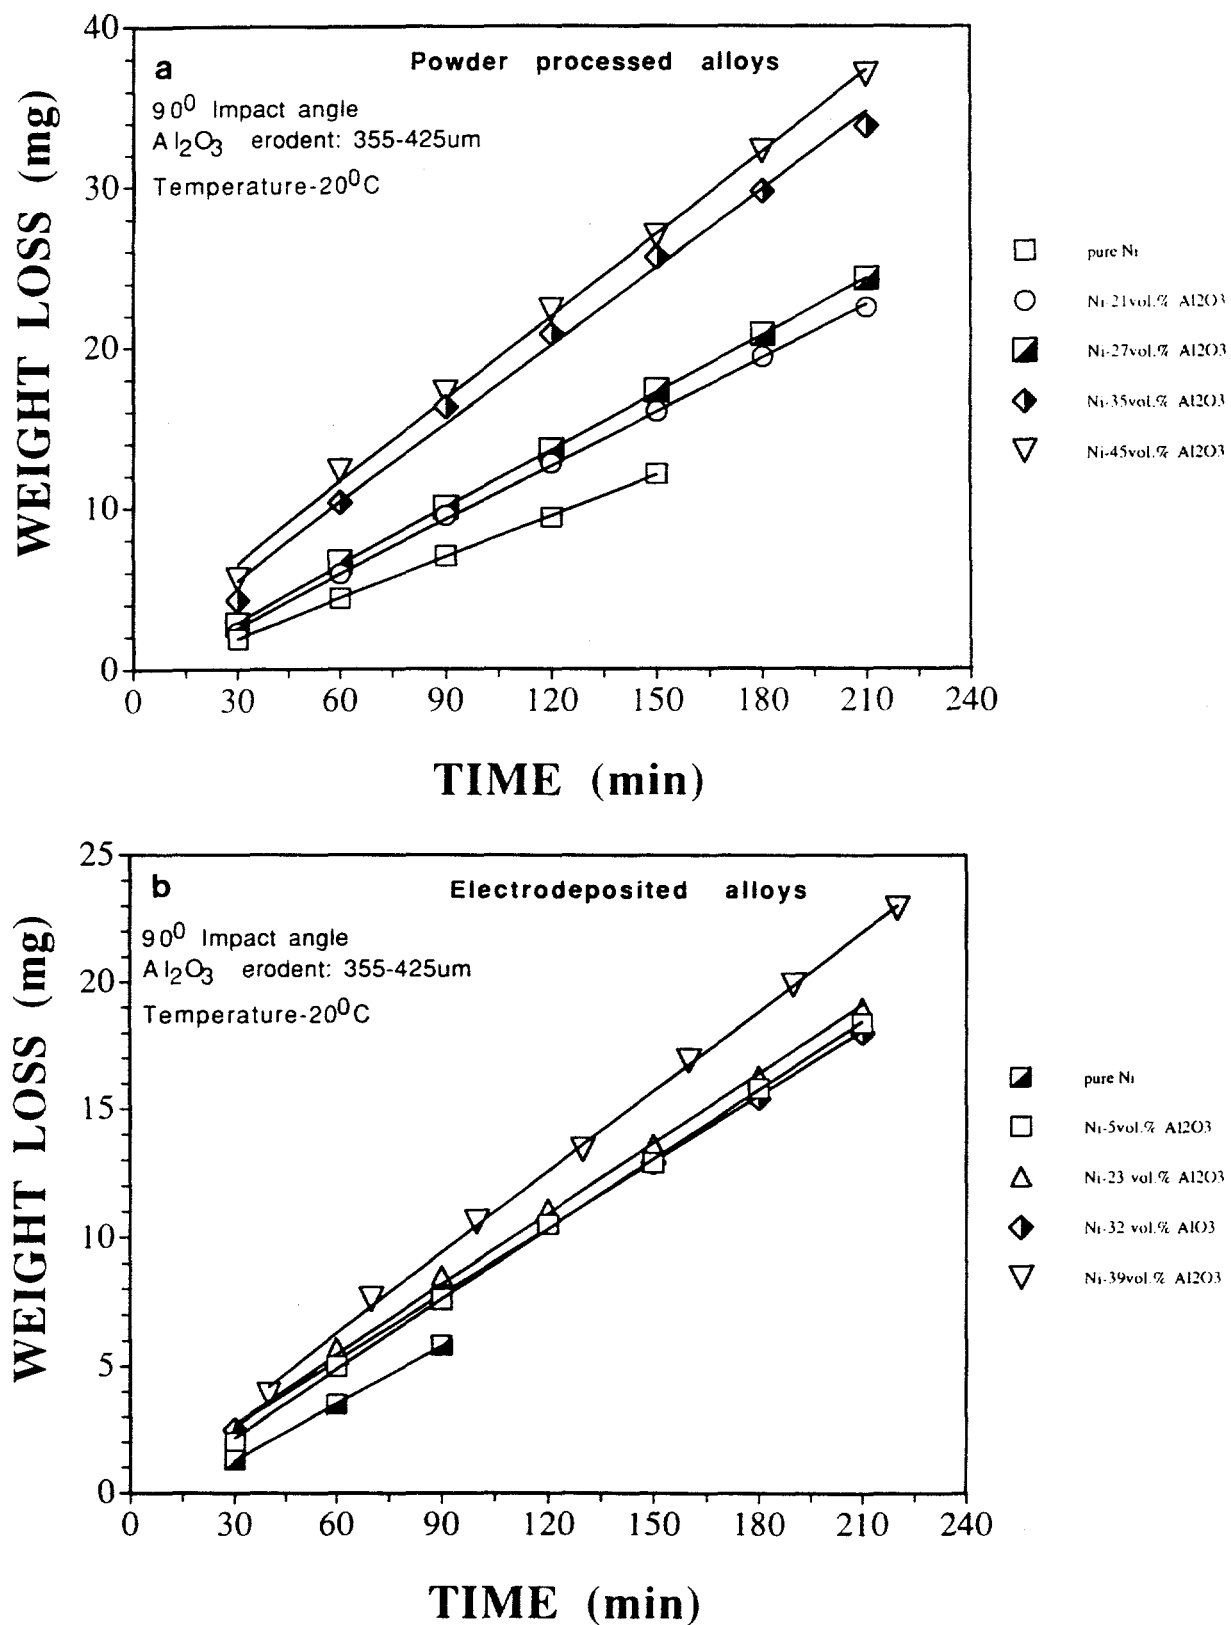 40
a
Powder processed alloys
90⁰ Impact angle
Al₂O₃ erodent: 355-425um
Temperature-20⁰C
30
20
10
0
WEIGHT LOSS (mg)
0 30 60 90 120 150 180 210 240
TIME (min)
pure Ni
Ni-21vol.% Al2O3
Ni-27vol.% Al2O3
Ni-35vol.% Al2O3
Ni-45vol.% Al2O3
25
b
Electrodeposited alloys
90⁰ Impact angle
Al₂O₃ erodent: 355-425um
Temperature-20⁰C
20
15
10
5
0
WEIGHT LOSS (mg)
0 30 60 90 120 150 180 210 240
TIME (min)
pure Ni
Ni-5vol.% Al2O3
Ni-23 vol.% Al2O3
Ni-32 vol.% AlO3
Ni-39vol.% Al2O3